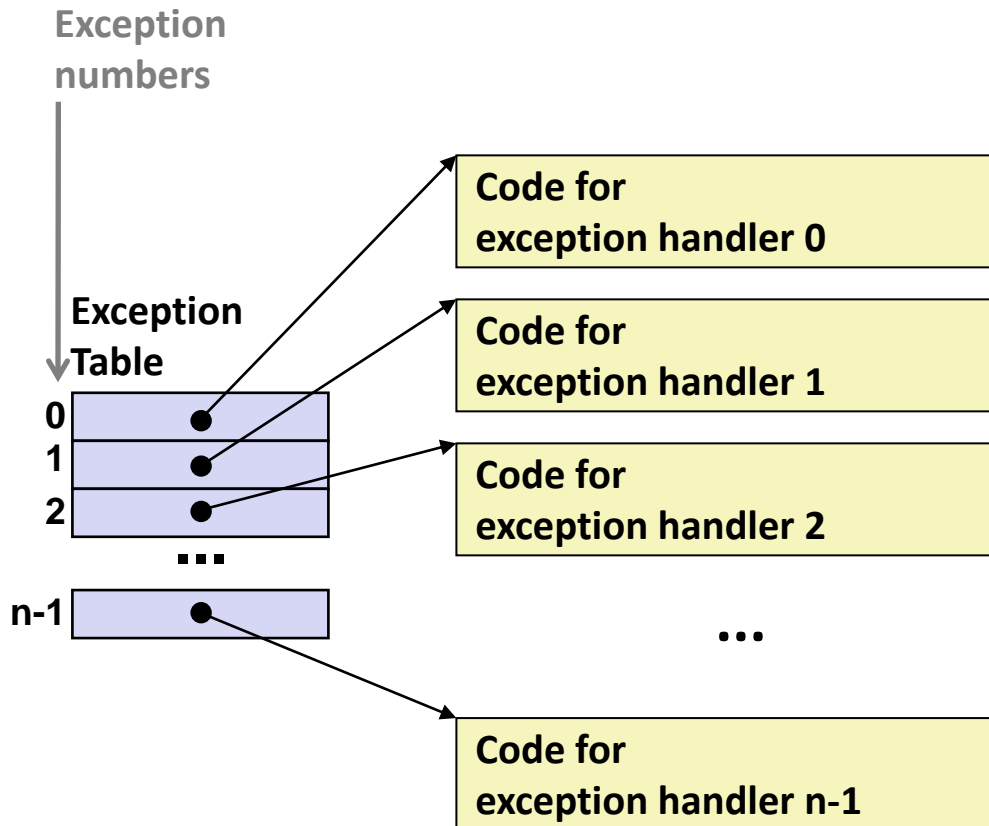 Exception
numbers
Code for
exception handler 0
Exception
Table
Code for
exception handler 1
0
1
2
Code for
exception handler 2
...
n-1
...
Code for
exception handler n-1